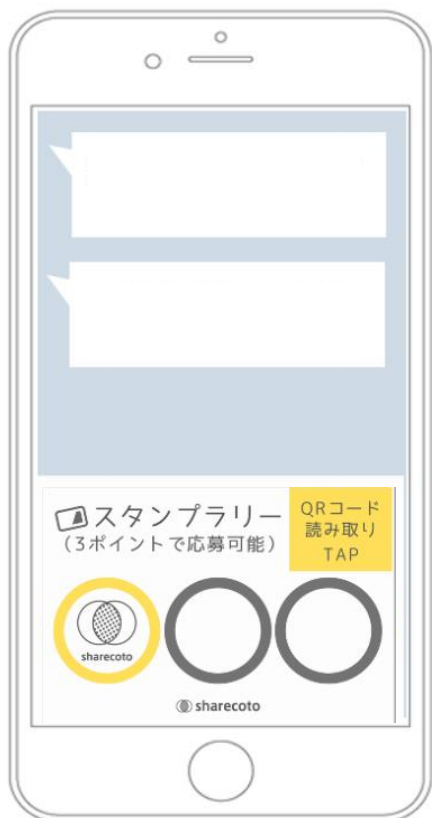 スタンプラリー
(3ポイントで応募可能)
QRコード
読み取り
TAP
sharecoto
sharecoto